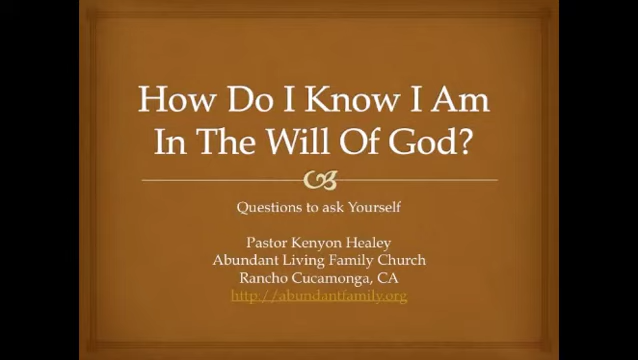 How Do I Know I Am
In The Will Of God?
Questions to ask Yourself
Pastor Kenyon Healey
Abundant Living Family Church
Rancho Cucamonga, CA
http://abundantfamily.org